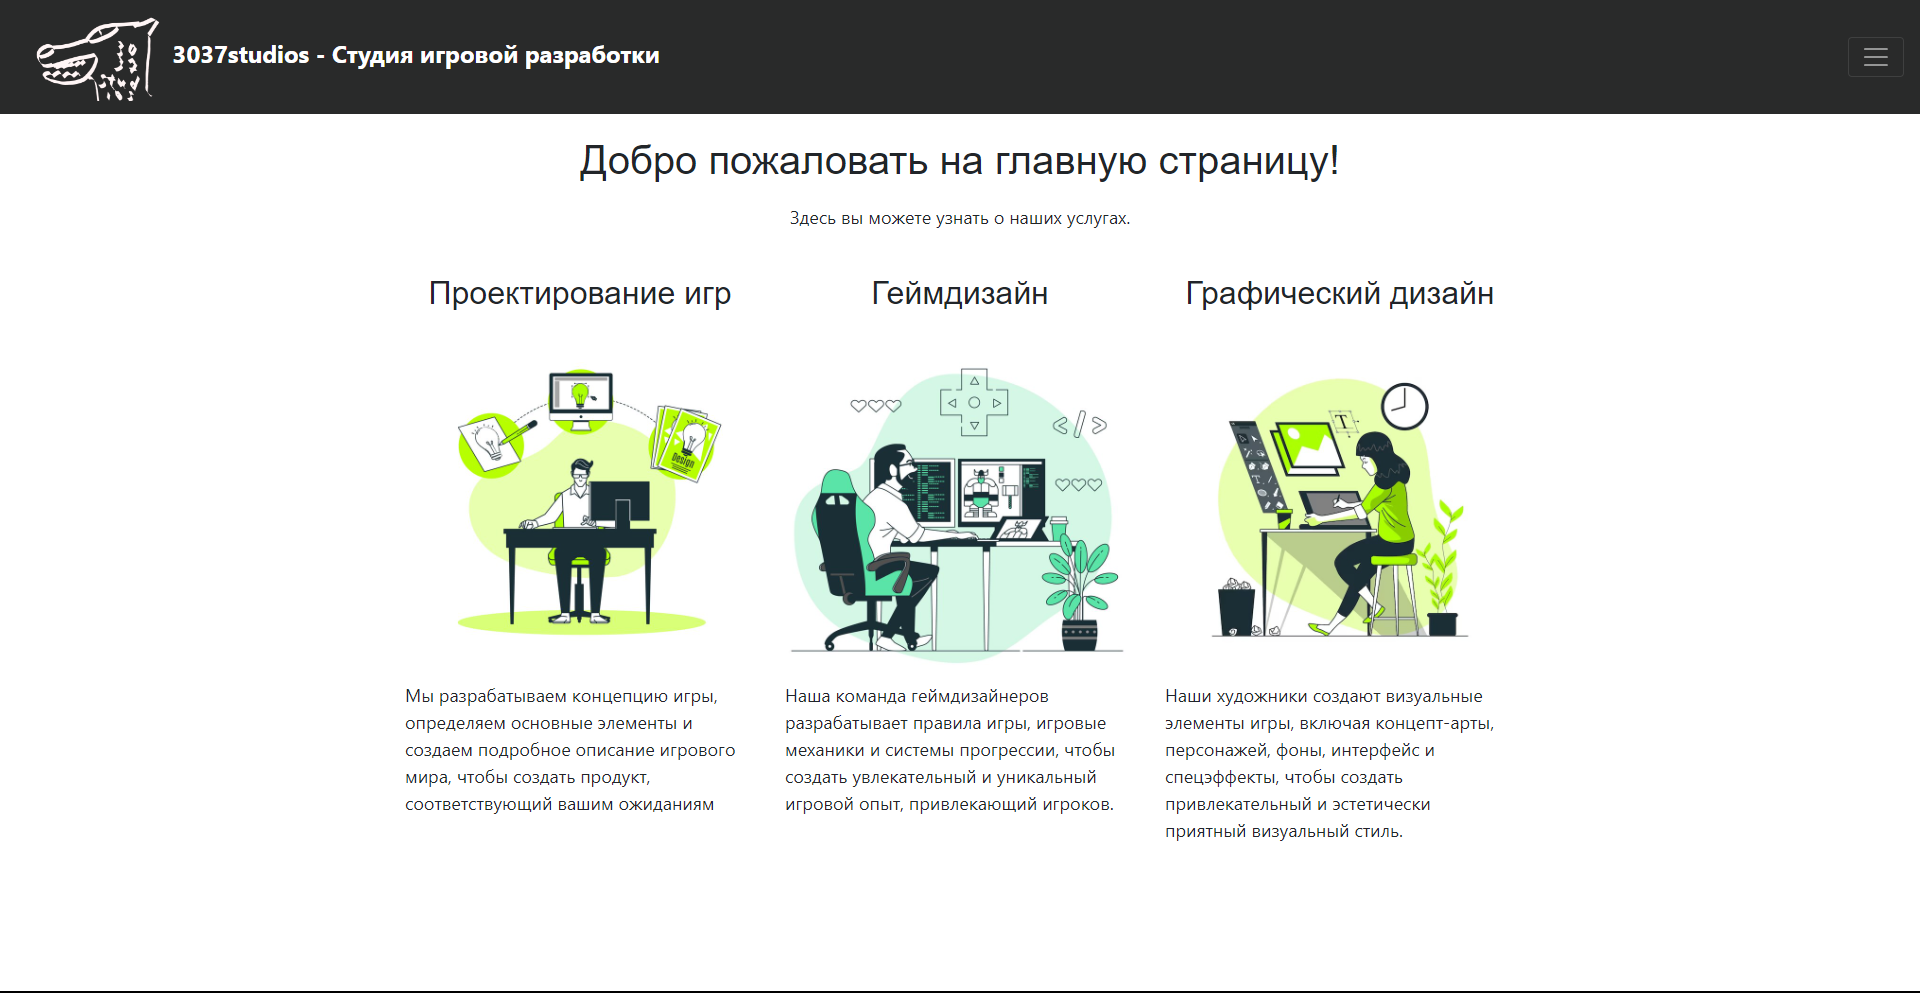 3037studios - Студия игровой разработки
Добро пожаловать на главную страницу!
Здесь вы можете узнать о наших услугах.
Проектирование игр
Design
Мы разрабатываем концепцию игры,
определяем основные элементы и
создаем подробное описание игрового
мира, чтобы создать продукт,
соответствующий вашим ожиданиям
Геймдизайн
</>
Наша команда геймдизайнеров
разрабатывает правила игры, игровые
механики и системы прогрессии, чтобы
создать увлекательный и уникальный
игровой опыт, привлекающий игроков.
Графический дизайн
T
T
Наши художники создают визуальные
элементы игры, включая концепт-арты,
персонажей, фоны, интерфейс и
спецэффекты, чтобы создать
привлекательный и эстетически
приятный визуальный стиль.